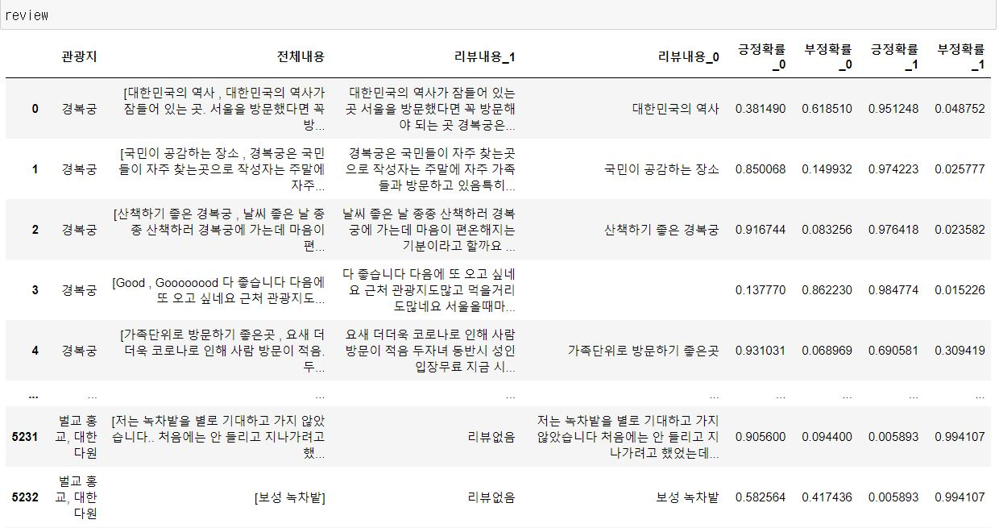 review
관광지 전체내용 리뷰내용_1 리뷰내용_0 긍정확률_0 부정확률_0 긍정확률_1 부정확률_1
0 경복궁 [대한민국의 역사 , 대한민국의 역사가 잠들어 있는 곳. 서울을 방문했다면 꼭 방... 대한민국의 역사가 잠들어 있는 곳 서울을 방문했다면 꼭 방문해야 되는 곳 경복궁은... 대한민국의 역사 0.381490 0.618510 0.951248 0.048752
1 경복궁 [국민이 공감하는 장소 , 경복궁은 국민들이 자주 찾는곳으로 작성자는 주말에 자주... 경복궁은 국민들이 자주 찾는곳으로 작성자는 주말에 자주 가족들과 방문하고 있음특히... 국민이 공감하는 장소 0.850068 0.149932 0.974223 0.025777
2 경복궁 [산책하기 좋은 경복궁 , 날씨 좋은 날 종종 산책하러 경복궁에 가는데 마음이 편... 날씨 좋은 날 종종 산책하러 경복궁에 가는데 마음이 편온해지는 기분이라고 할까요 ... 산책하기 좋은 경복궁 0.916744 0.083256 0.976418 0.023582
3 경복궁 [Good , Goooooood 다 좋습니다 다음에 또 오고 싶네요 근처 관광지도... 다 좋습니다 다음에 또 오고 싶네요 근처 관광지도많고 먹을거리도많네요 서울올때마... 0.137770 0.862230 0.984774 0.015226
4 경복궁 [가족단위로 방문하기 좋은곳 , 요새 더더욱 코로나로 인해 사람 방문이 적음. 두... 요새 더더욱 코로나로 인해 사람 방문이 적음 두자녀 동반시 성인 입장무료 지금 시... 가족단위로 방문하기 좋은곳 0.931031 0.068969 0.690581 0.309419
... ... ... ... ... ... ... ... ...
5231 벌교 홍교, 대한다원 [저는 녹차밭을 별로 기대하고 가지 않았습니다.. 처음에는 안 들리고 지나가려고 했... 리뷰없음 저는 녹차밭을 별로 기대하고 가지 않았습니다 처음에는 안 들리고 지나가려고 했었는데... 0.905600 0.094400 0.005893 0.994107
5232 벌교 홍교, 대한다원 [보성 녹차밭] 리뷰없음 보성 녹차밭 0.582564 0.417436 0.005893 0.994107